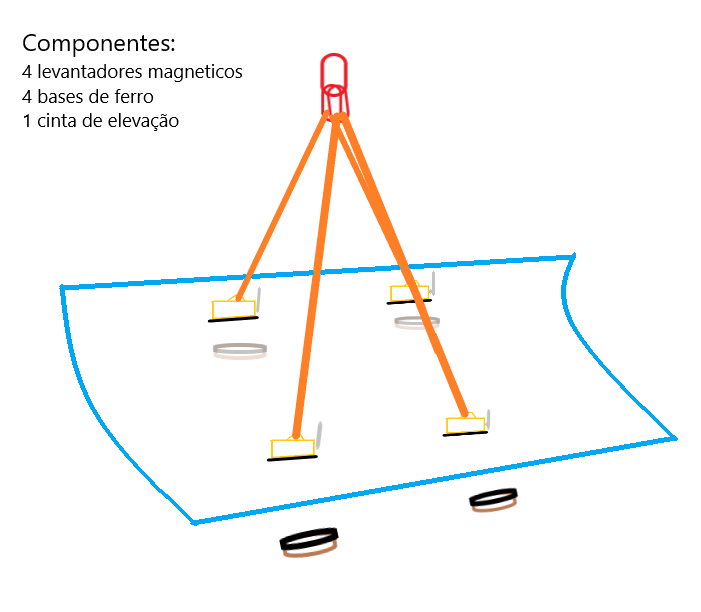 Componentes:
4 levantadores magneticos
4 bases de ferro
1 cinta de elevação